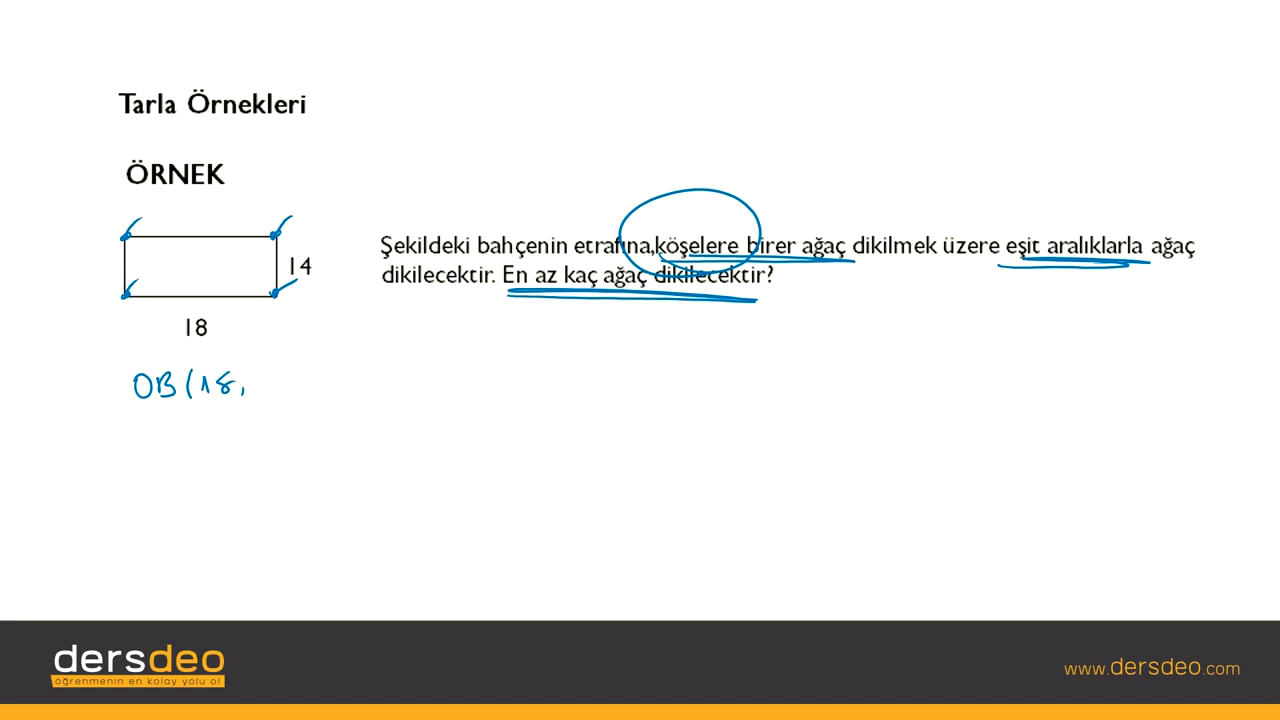 Tarla Örnekleri
ÖRNEK
Şekildeki bahçenin etrafına,köşelere birer ağaç dikilmek üzere eşit aralıklarla ağaç
dikilecektir. En az kaç ağaç dikilecektir?
14
18
OB(18,
dersdeo
öğrenmenin en kolay yolu o!
www.dersdeo.com